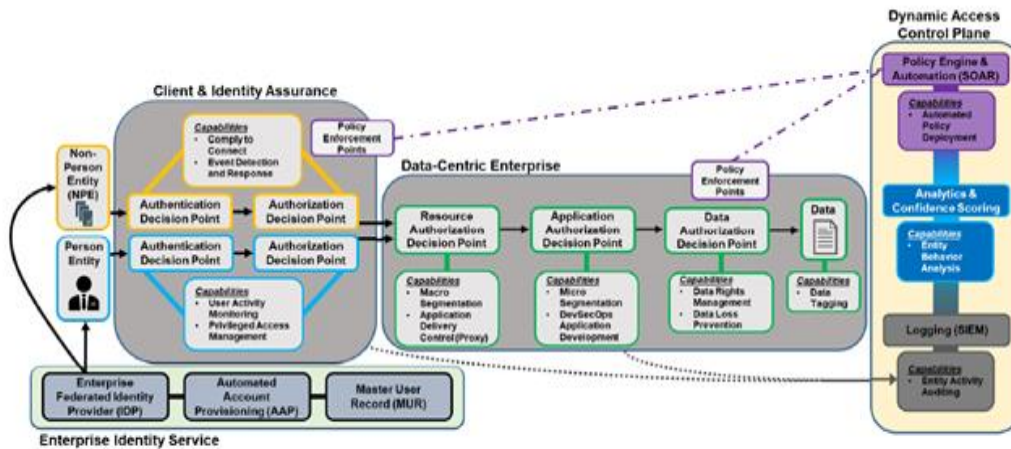 Dynamic Access
Control Plane
Policy Engine &
Automation (SOAR)
Capabilities
• Automated
Policy
Deployment
Analytics &
Confidence Scoring
Capabilities
• Entity
Behavior
Analysis
Logging (SIEM)
Capabilities
• Entity Activity
Auditing
Client & Identity Assurance
Capabilities
• Comply to
Connect
• Event Detection
and Response
Policy
Enforcement
Points
Non-
Person
Entity
(NPE)
Authentication
Decision Point
Authorization
Decision Point
Person
Entity
Authentication
Decision Point
Authorization
Decision Point
Capabilities
• User Activity
Monitoring
• Privileged Access
Management
Data-Centric Enterprise
Policy
Enforcement
Points
Resource
Authorization
Decision Point
Application
Authorization
Decision Point
Data
Authorization
Decision Point
Data
Capabilities
• Macro
Segmentation
• Application
Delivery
Control (Proxy)
Capabilities
• Micro
Segmentation
• DevSecOps
Application
Development
Capabilities
• Data Rights
Management
• Data Loss
Prevention
Capabilities
• Data
Tagging
Enterprise
Federated Identity
Provider (IDP)
Automated
Account
Provisioning (AAP)
Master User
Record (MUR)
Enterprise Identity Service